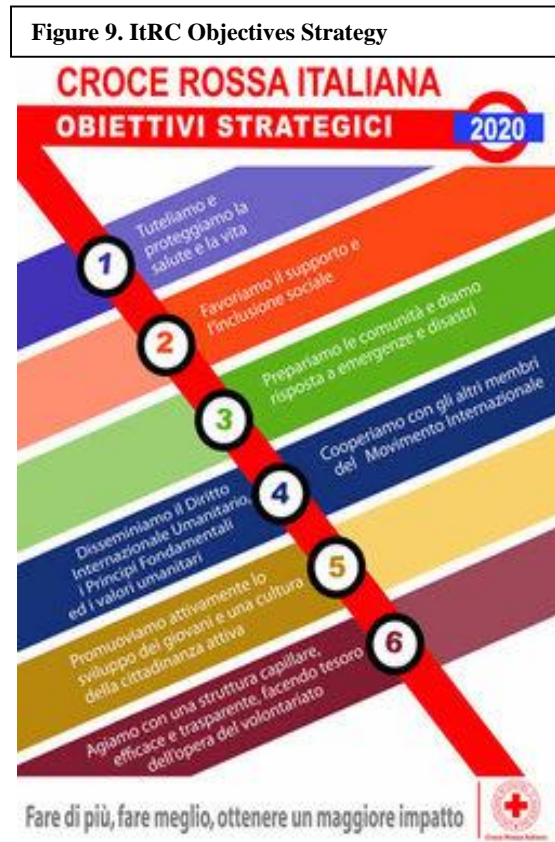 Figure 9. ItRC Objectives Strategy
CROCE ROSSA ITALIANA
OBIETTIVI STRATEGICI 2020
1
Tuteliamo e
proteggiamo la
salute e la vita
2
Favoriamo il supporto e
l'inclusione sociale
3
Prepariamo le comunità e diamo
risposta a emergenze e disastri
4
Disseminiamo il Diritto
Internazionale Umanitario,
i Principi Fondamentali
ed i valori umanitari
Cooperiamo con gli altri membri
del Movimento Internazionale
5
Promuoviamo attivamente lo
sviluppo dei giovani e una cultura
della cittadinanza attiva
6
Agiamo con una struttura capillare,
efficace e trasparente, facendo tesoro
dell'opera del volontariato
Fare di più, fare meglio, ottenere un maggiore impatto
Croce Rossa Italiana